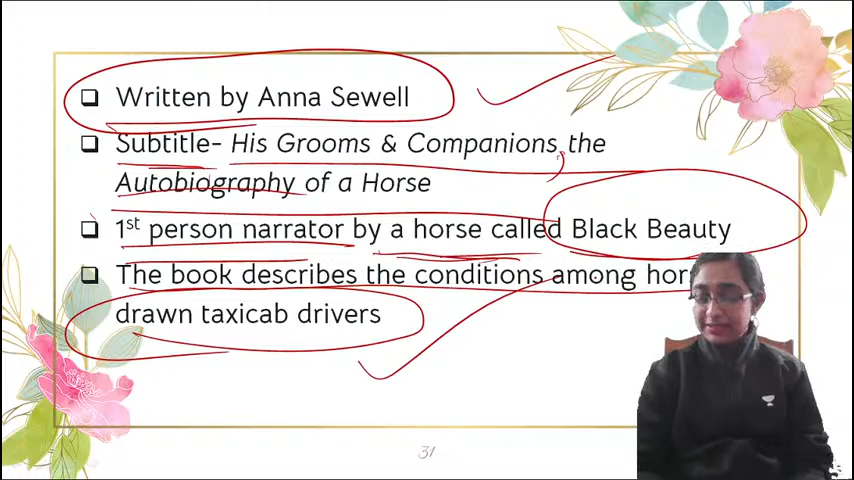 Written by Anna Sewell
Subtitle- His Grooms & Companions, the
Autobiography of a Horse
1st person narrator by a horse called Black Beauty
The book describes the conditions among hor
drawn taxicab drivers
31